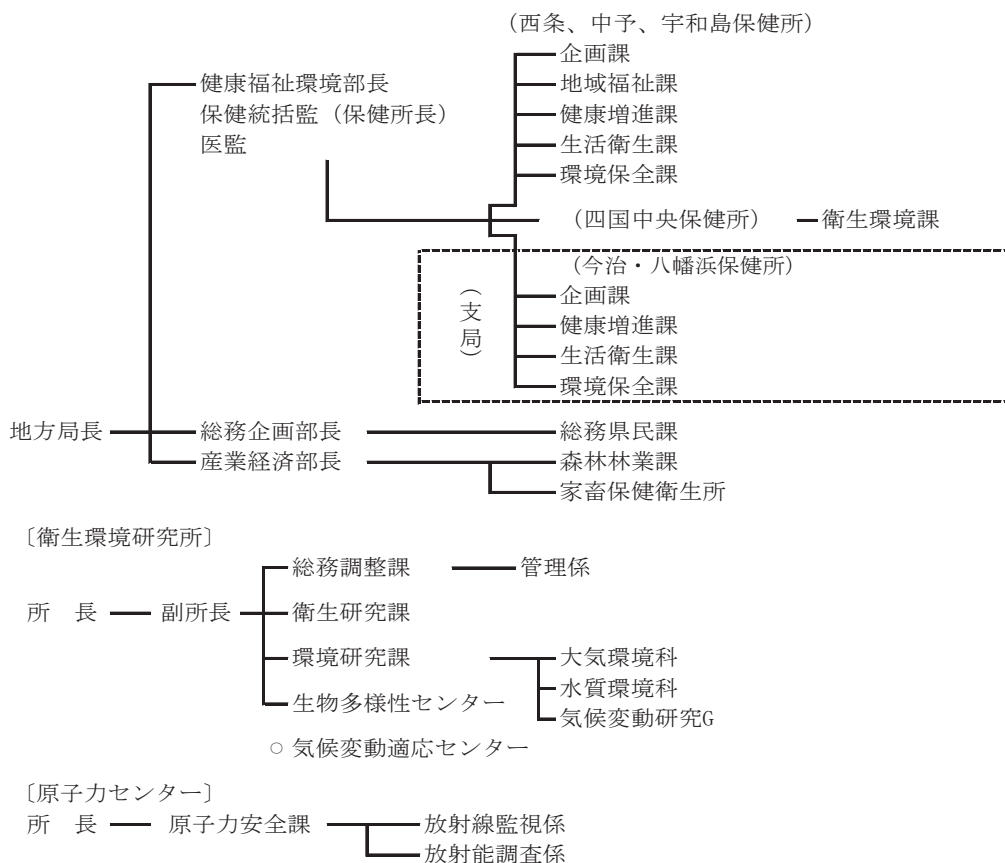 (西条、中予、宇和島保健所)
企画課
健康福祉環境部長 地域福祉課
保健統括監(保健所長) 健康増進課
医監 生活衛生課
環境保全課
(四国中央保健所) 衛生環境課
(今治・八幡浜保健所)
(支局)
企画課
健康増進課
生活衛生課
環境保全課
地方局長 総務企画部長 総務県民課
産業経済部長 森林林業課
家畜保健衛生所
〔衛生環境研究所〕
総務調整課 管理係
所 長 副所長 衛生研究課
環境研究課 大気環境科
水質環境科
生物多様性センター 気候変動研究G
○ 気候変動適応センター
〔原子力センター〕
所 長 原子力安全課 放射線監視係
放射能調査係